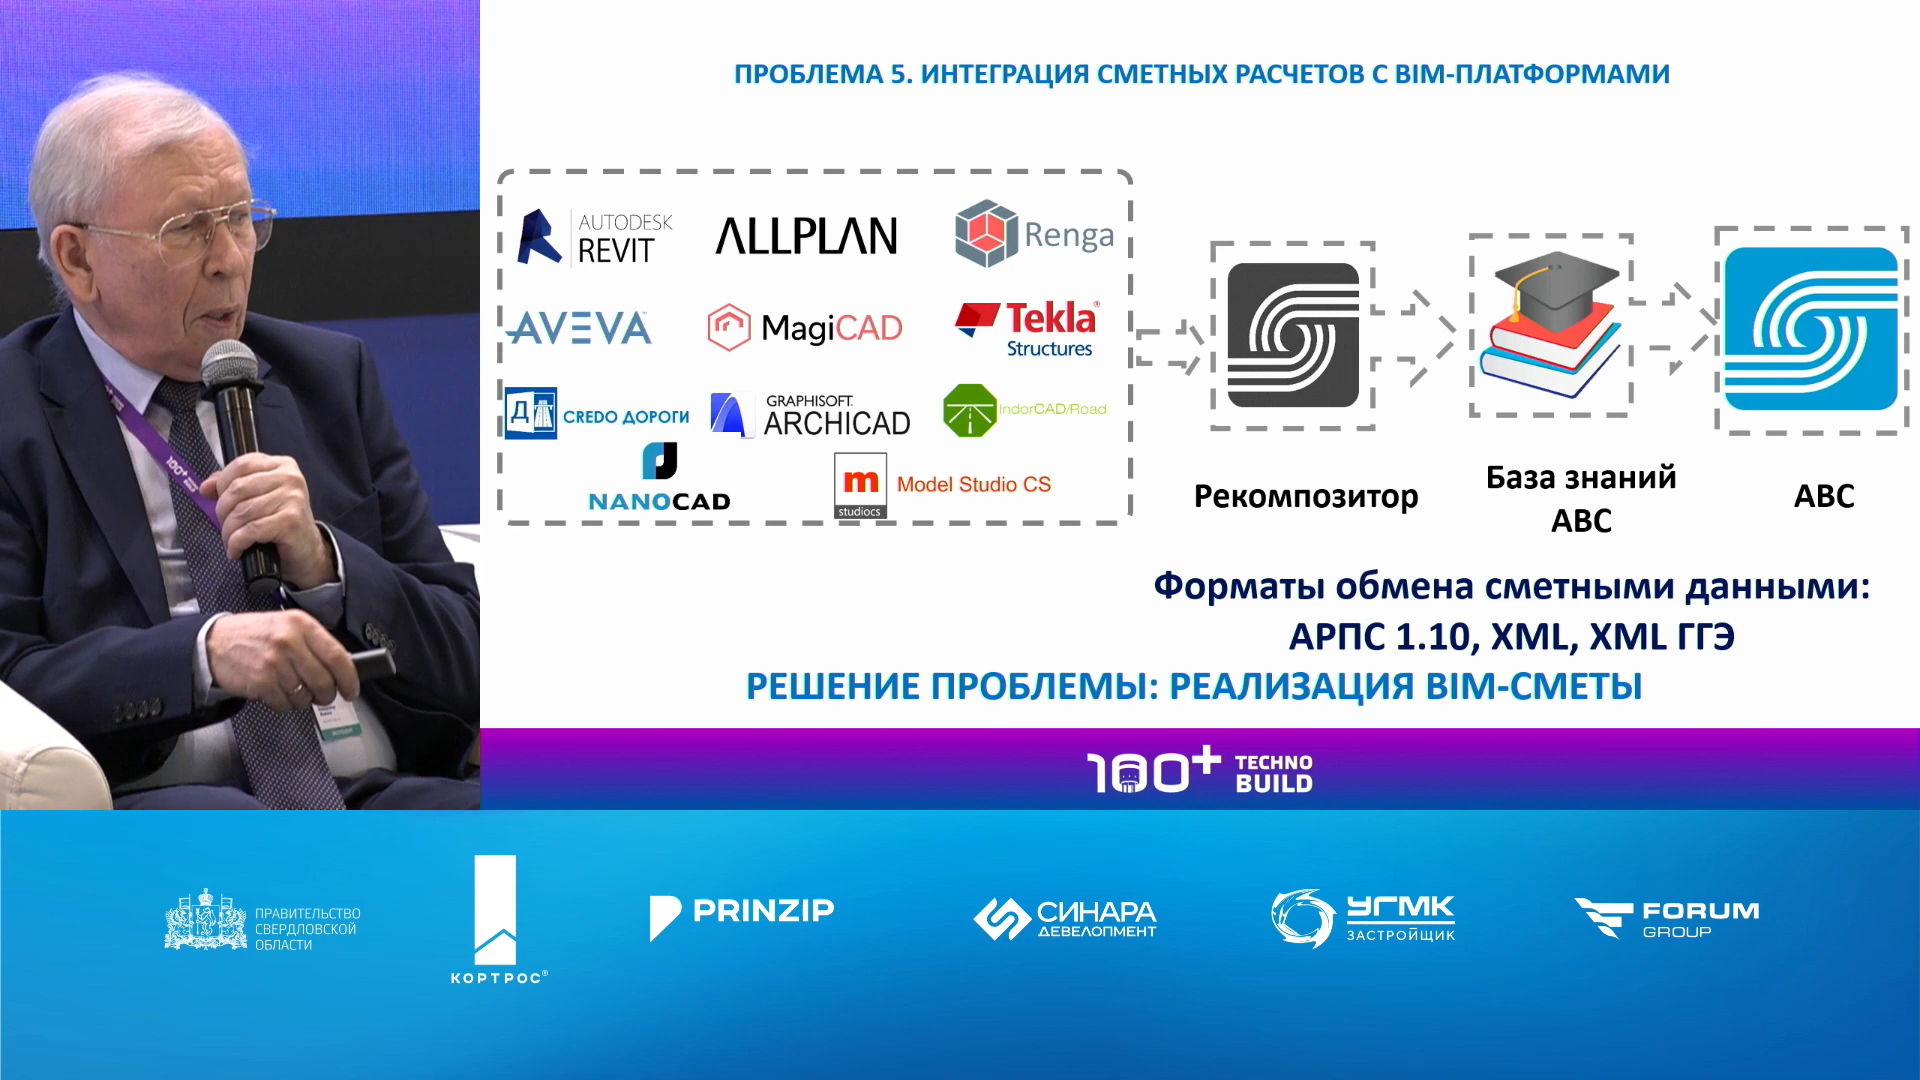 ПРОБЛЕМА 5. ИНТЕГРАЦИЯ СМЕТНЫХ РАСЧЕТОВ С BIM-ПЛАТФОРМАМИ
AUTODESK
REVIT
ALLPLAN
Renga
AVEVA
MagiCAD
Tekla®
Structures
Д
CREDO ДОРОГИ
GRAPHISOFT.
ARCHICAD
IndorCAD/Road
NANOCAD
m
studiocs
Model Studio CS
Рекомпозитор
База знаний
АВС
АВС
Форматы обмена сметными данными:
АРПС 1.10, XML, XML ГГЭ
РЕШЕНИЕ ПРОБЛЕМЫ: РЕАЛИЗАЦИЯ BIM-СМЕТЫ
100+
100+ TECHNO
BUILD
ПРАВИТЕЛЬСТВО
СВЕРДЛОВСКОЙ
ОБЛАСТИ
КОРТРОС®
PRINZIP
СИНАРА
ДЕВЕЛОПМЕНТ
УГМК
ЗАСТРОЙЩИК
FORUM
GROUP